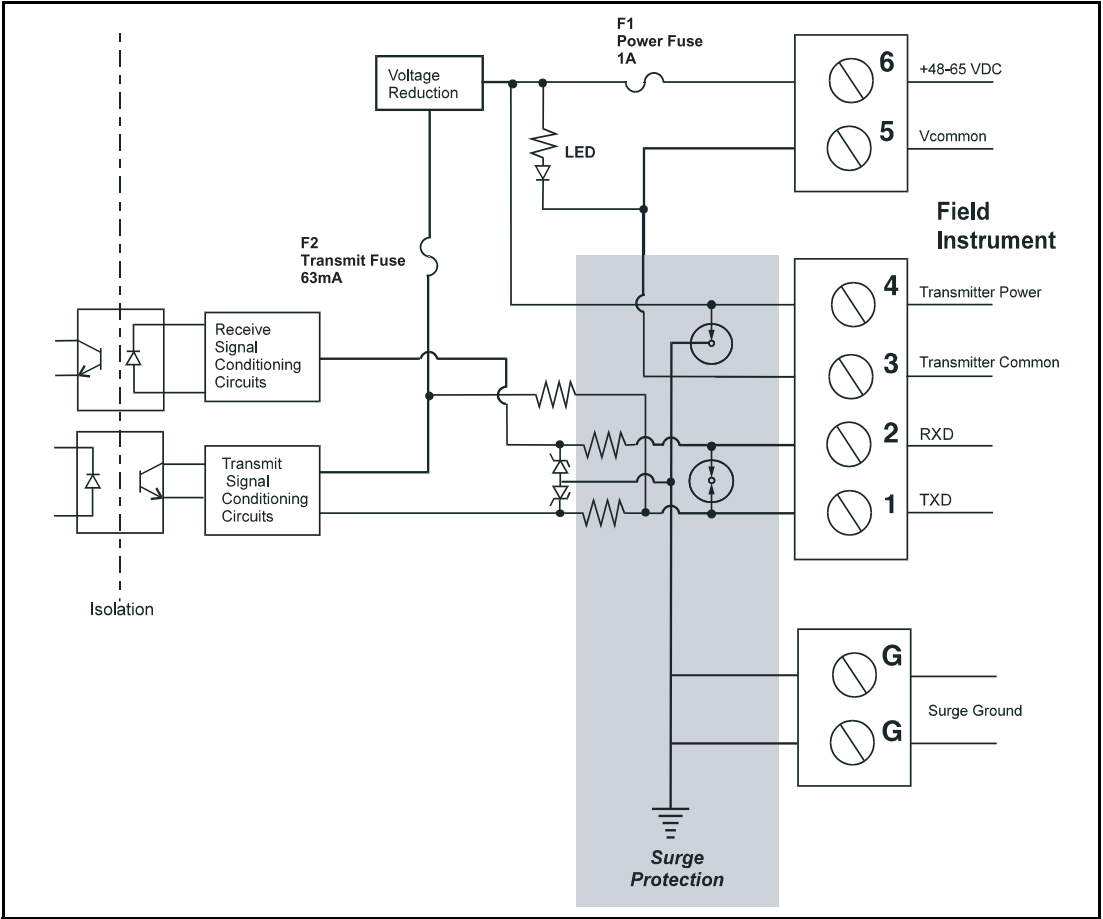 F1
Power Fuse
1A
Voltage
Reduction
LED
6
+48-65 VDC
5
Vcommon
Field
Instrument
F2
Transmit Fuse
63mA
4
Transmitter Power
3
Transmitter Common
2
RXD
1
TXD
Receive
Signal
Conditioning
Circuits
Transmit
Signal
Conditioning
Circuits
Isolation
G
Surge Ground
G
Surge
Protection